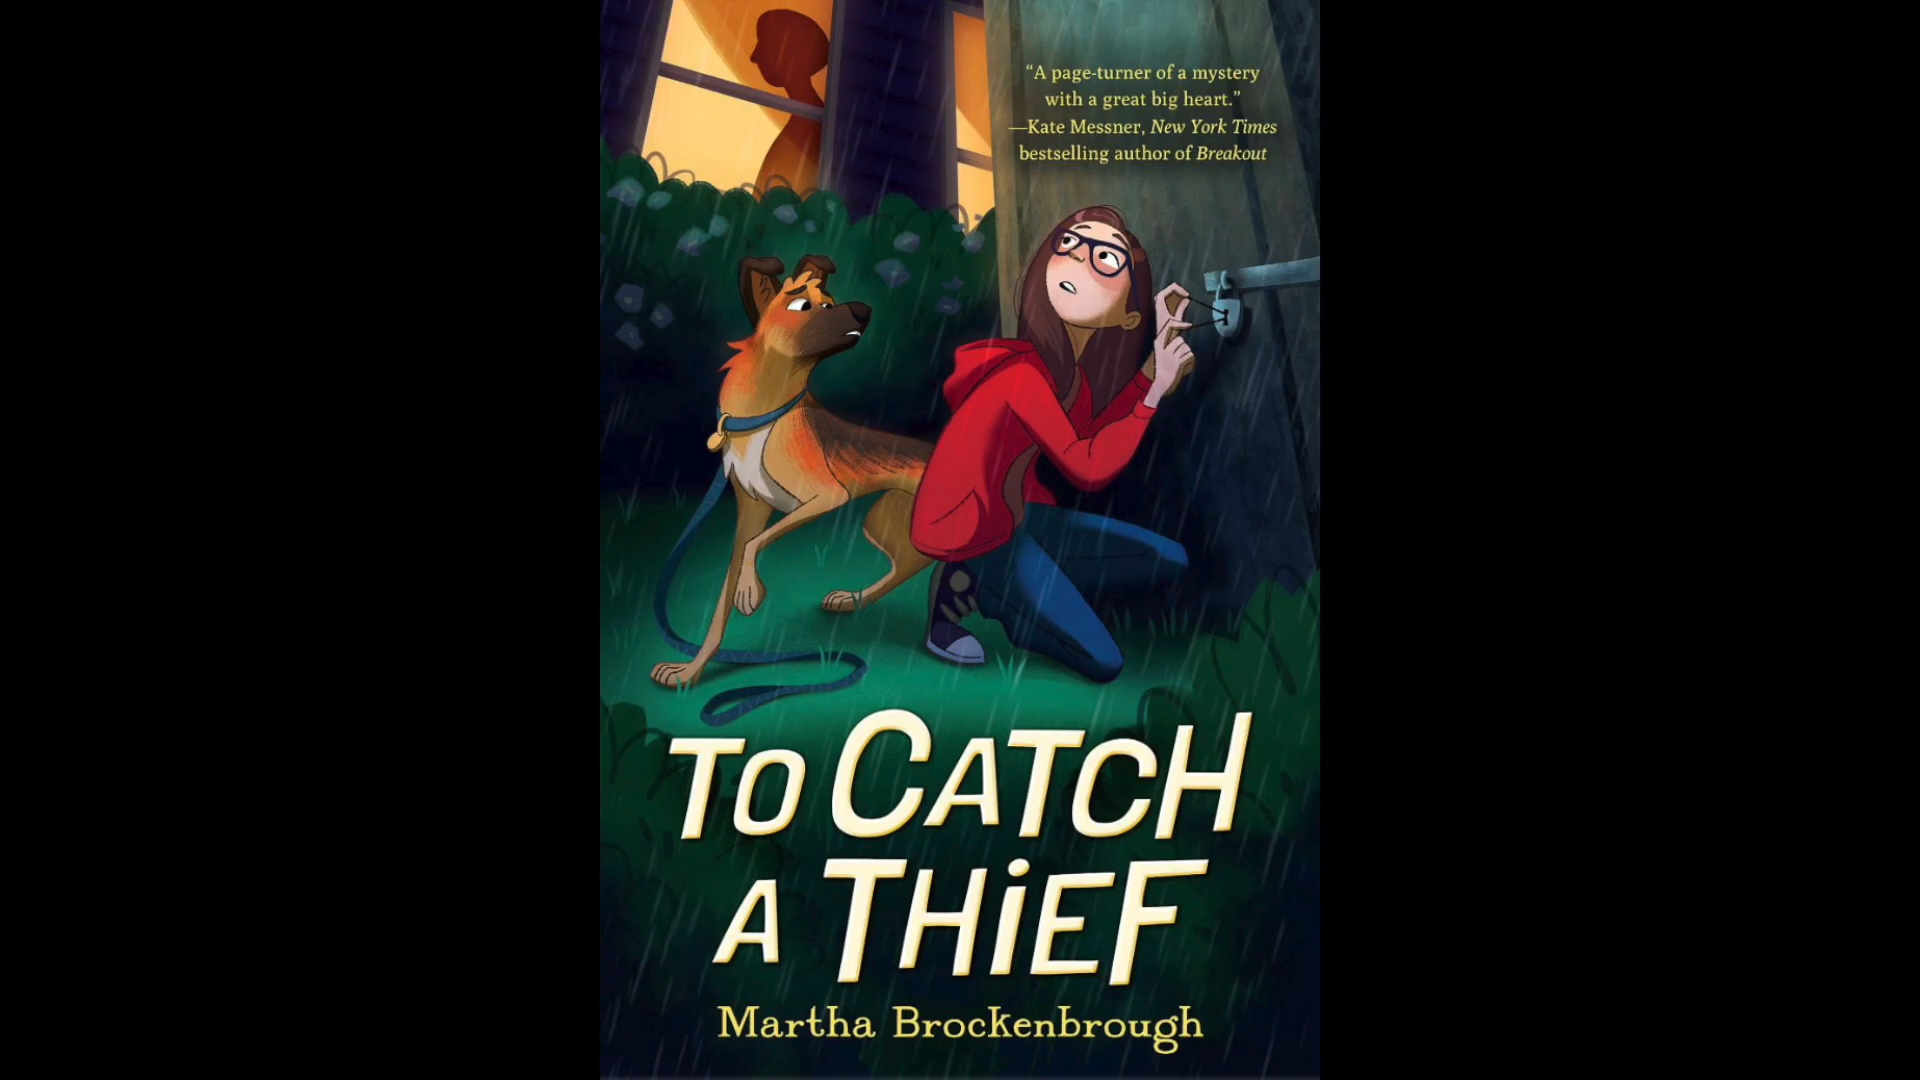 “A page-turner of a mystery
with a great big heart.”
—Kate Messner, New York Times
bestselling author of Breakout
TO CATCH
A THiEF
Martha Brockenbrough